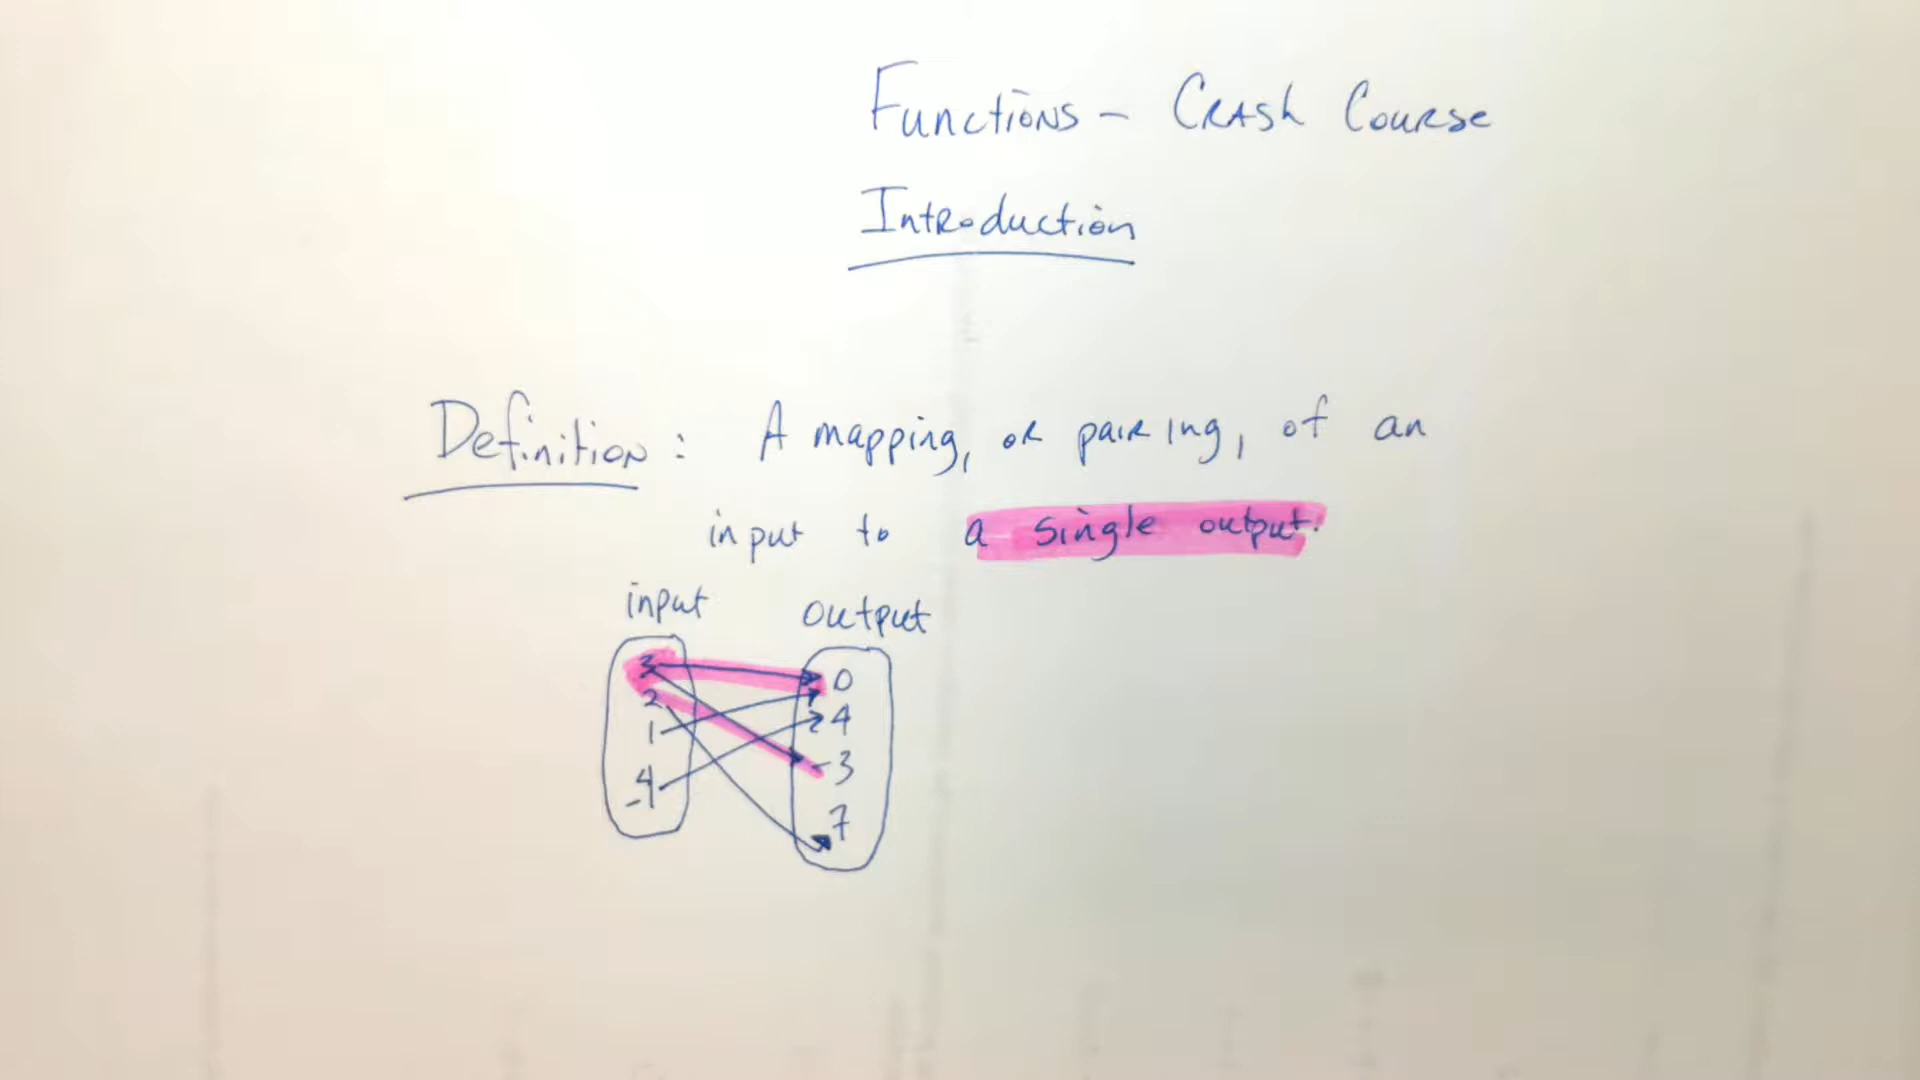 Functions - Crash Course
Introduction
Definition: A mapping, or pairing, of an
input to a single output.
input output
3 0
2 4
1 -3
-4 7